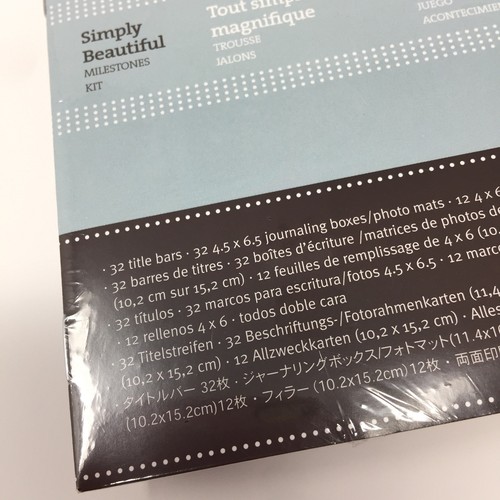 Simply
Beautiful
MILESTONES
KIT
Tout
magnifique
TROUSSE
JALONS
JUEGO
· 32 title bars · 32 4.5 x 6.5 journaling boxes/photo mats · 12 4 x 6
· 32 barres de titres · 32 boîtes d'écriture /matrices de photos de
(10,2 cm sur 15,2 cm) · 12 feuilles de remplissage de 4 x 6 (10,
· 32 títulos · 32 marcos para escritura/fotos 4.5 x 6.5 · 12 marco
· 12 rellenos 4 x 6 · todos doble cara
· 32 Titelstreifen · 32 Beschriftungs-/Fotorahmenkarten (11,4
(10,2 x 15,2 cm) · 12 Allzweckkarten (10,2 x 15,2 cm) · Alles
タイトルバー 32枚・ジャーナリングボックス/フォトマット(11.4x1
(10.2x15.2cm)12枚・フィラー (10.2x15.2cm)12枚・両面印